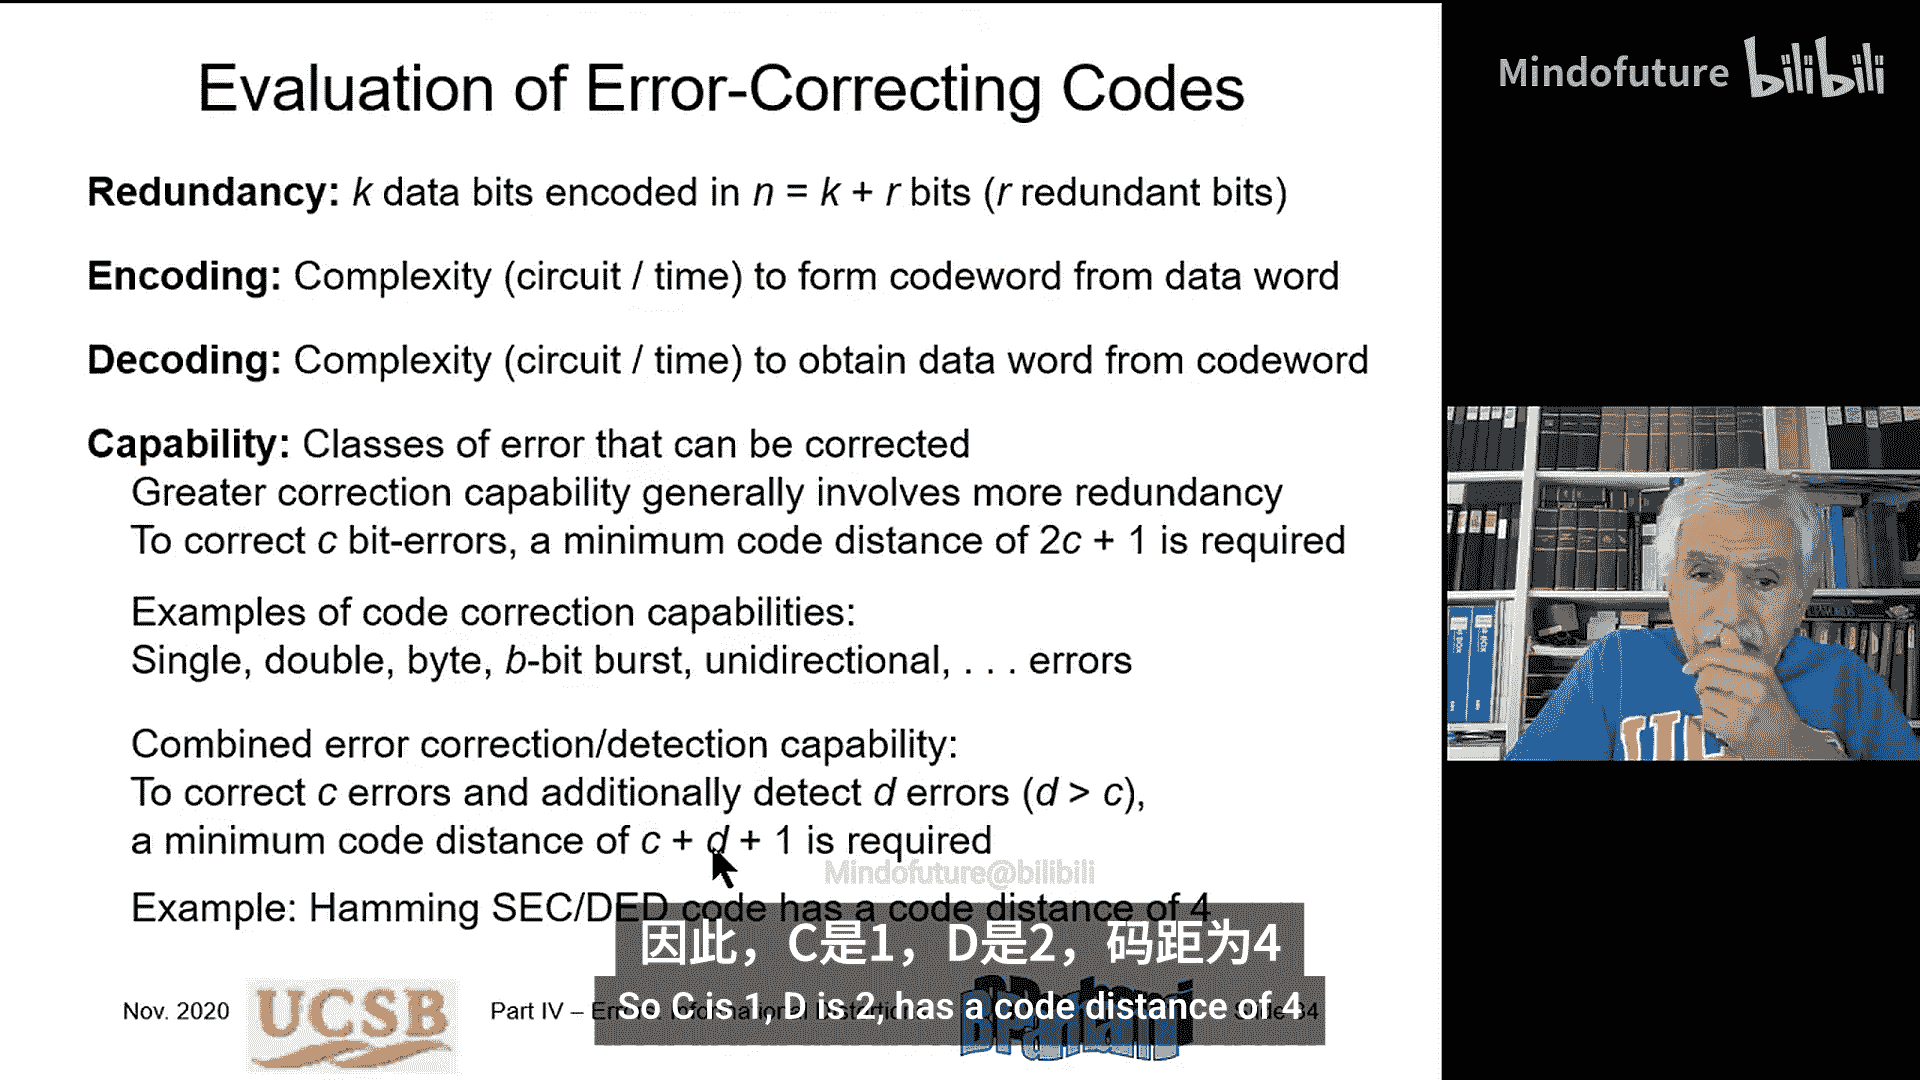 Evaluation of Error-Correcting Codes
Mindofuture bilibili
Redundancy: k data bits encoded in n = k + r bits (r redundant bits)
Encoding: Complexity (circuit / time) to form codeword from data word
Decoding: Complexity (circuit / time) to obtain data word from codeword
Capability: Classes of error that can be corrected
Greater correction capability generally involves more redundancy
To correct c bit-errors, a minimum code distance of 2c + 1 is required
Examples of code correction capabilities:
Single, double, byte, b-bit burst, unidirectional, . . . errors
Combined error correction/detection capability:
To correct c errors and additionally detect d errors (d > c),
a minimum code distance of c + d + 1 is required
Mindofuture@bilibili
Example: Hamming SEC/DED code has a code distance of 4
因此，C是1，D是2，码距为4
So C is 1, D is 2, has a code distance of 4
Nov. 2020
UCSB
Part IV –